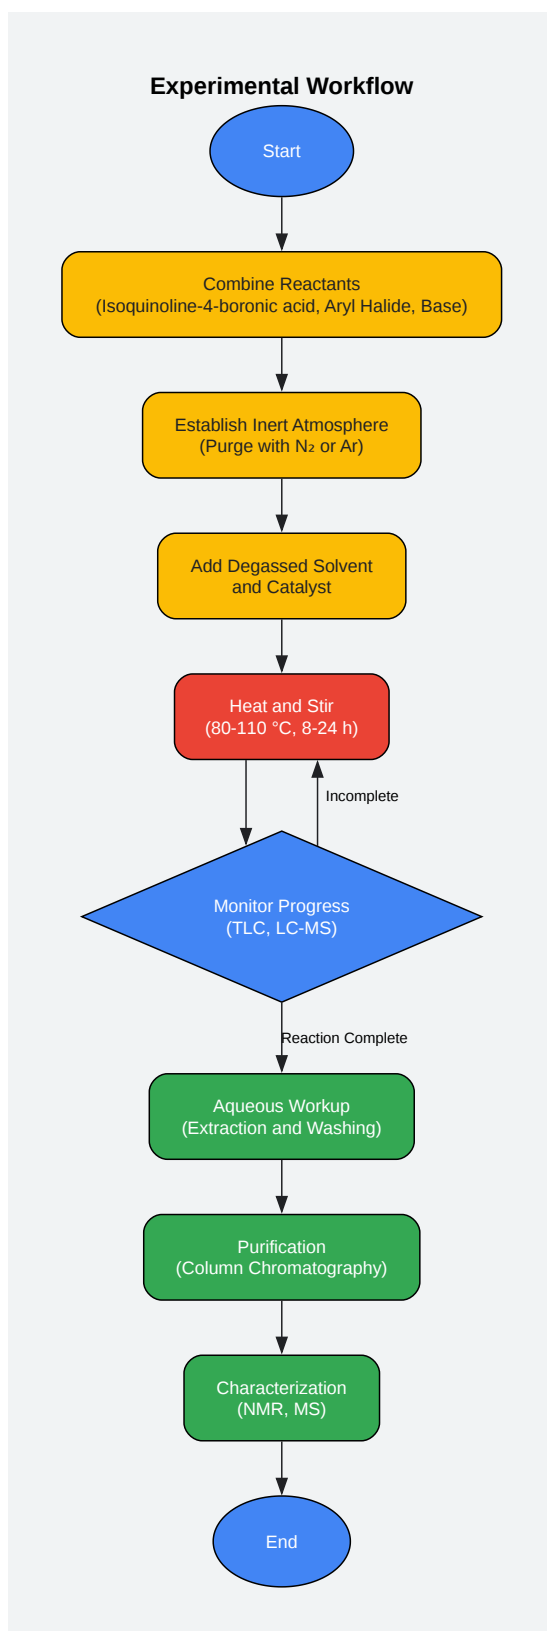 Experimental Workflow
Start
Combine Reactants
(Isoquinoline-4-boronic acid, Aryl Halide, Base)
Establish Inert Atmosphere
(Purge with N₂ or Ar)
Add Degassed Solvent
and Catalyst
Heat and Stir
(80-110 °C, 8-24 h)
Incomplete
Monitor Progress
(TLC, LC-MS)
Reaction Complete
Aqueous Workup
(Extraction and Washing)
Purification
(Column Chromatography)
Characterization
(NMR, MS)
End